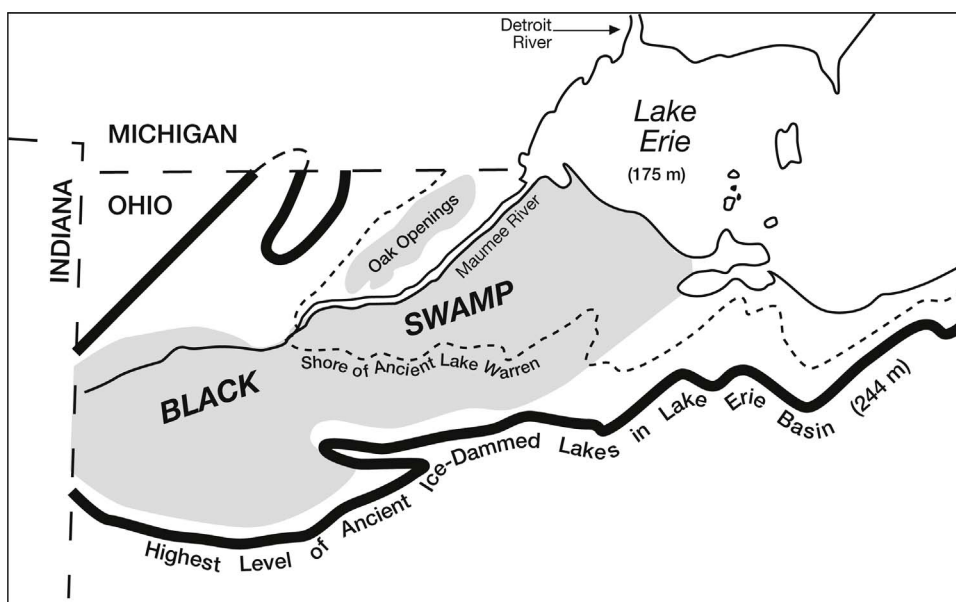 Detroit
River
Lake
Erie
(175 m)
MICHIGAN
OHIO
INDIANA
Oak Openings
Maumee River
SWAMP
Shore of Ancient Lake Warren
BLACK
Highest Level of Ancient Ice-Dammed Lakes in Lake Erie Basin (244 m)